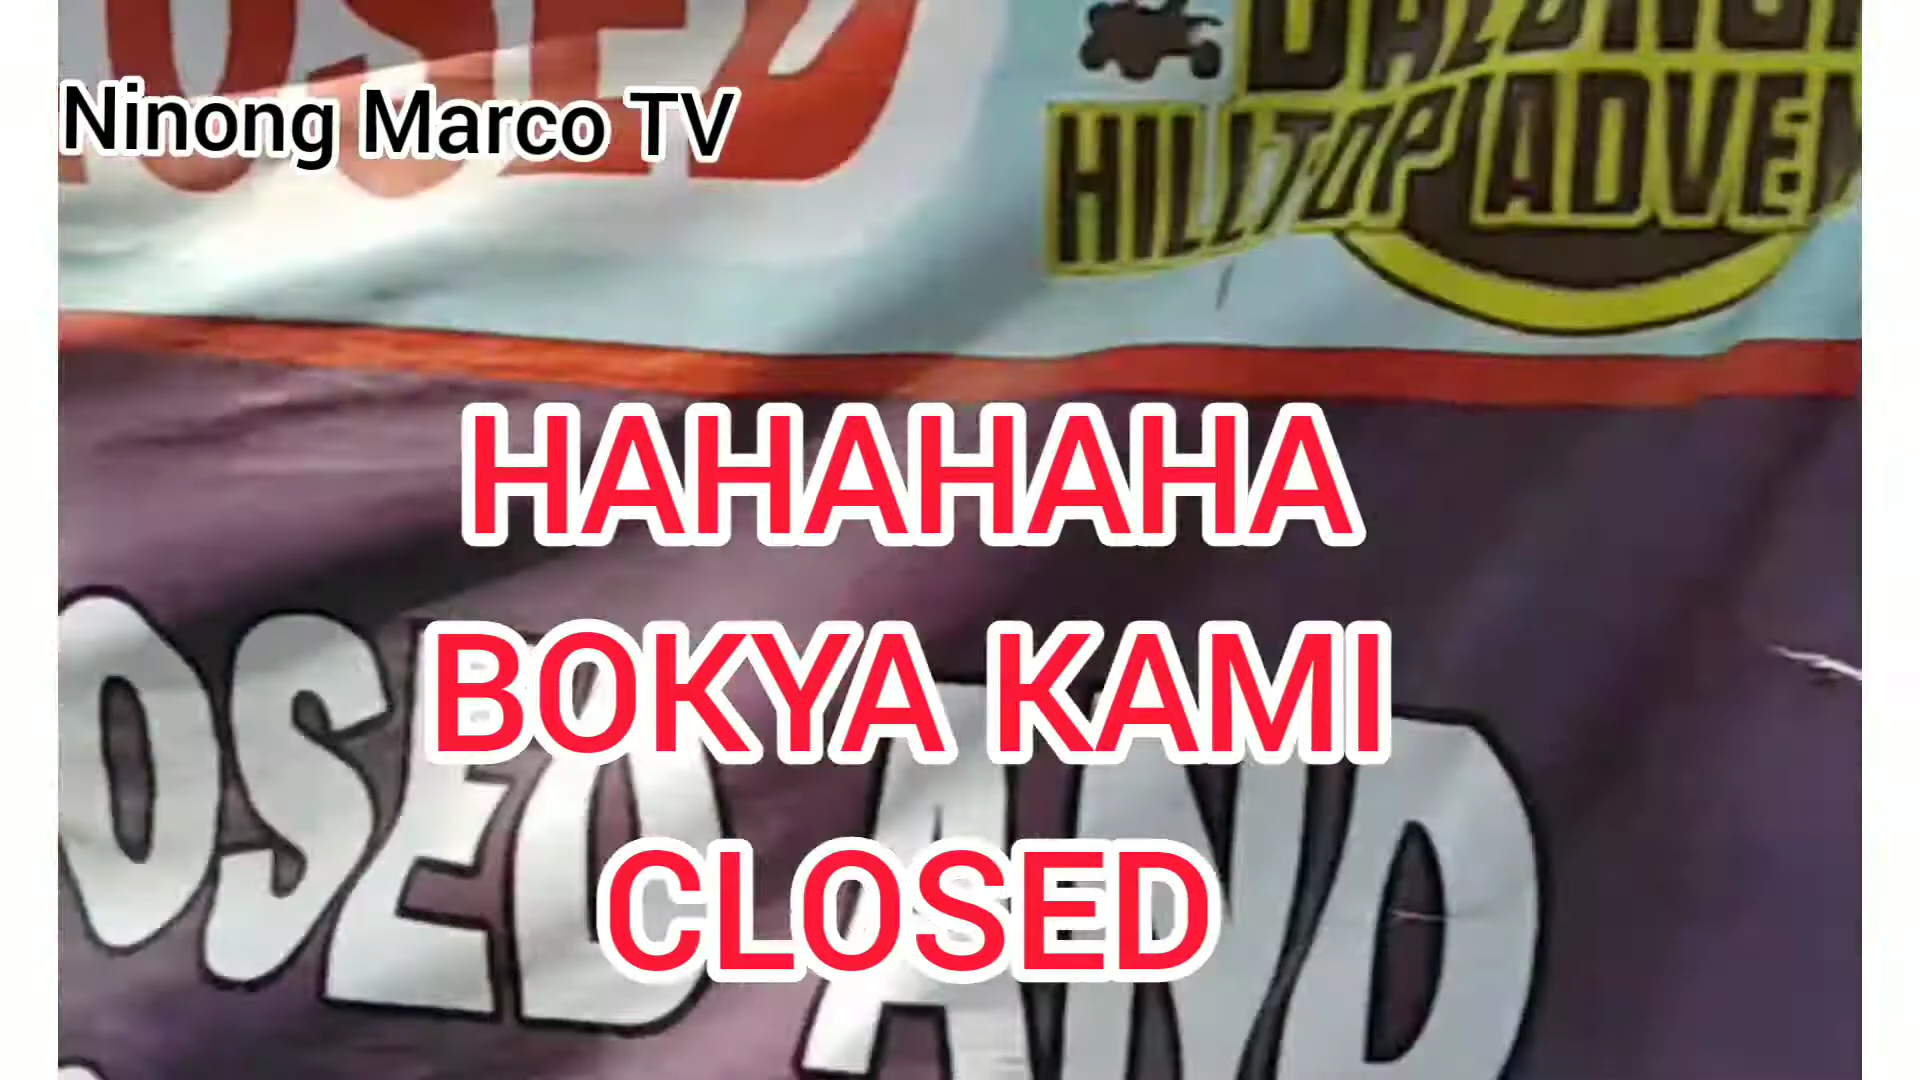 Ninong Marco TV
HILLTOP ADVEN
HAHAHAHA
BOKYA KAMI
CLOSED
OSED AND